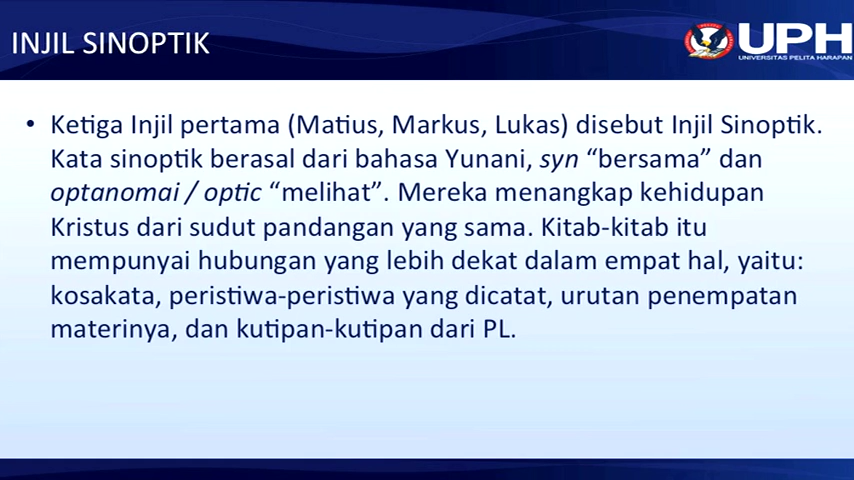 INJIL SINOPTIK
UPH
UNIVERSITAS PELITA HARAPAN
• Ketiga Injil pertama (Matius, Markus, Lukas) disebut Injil Sinoptik.
Kata sinoptik berasal dari bahasa Yunani, syn “bersama” dan
optanomai / optic “melihat”. Mereka menangkap kehidupan
Kristus dari sudut pandangan yang sama. Kitab-kitab itu
mempunyai hubungan yang lebih dekat dalam empat hal, yaitu:
kosakata, peristiwa-peristiwa yang dicatat, urutan penempatan
materinya, dan kutipan-kutipan dari PL.